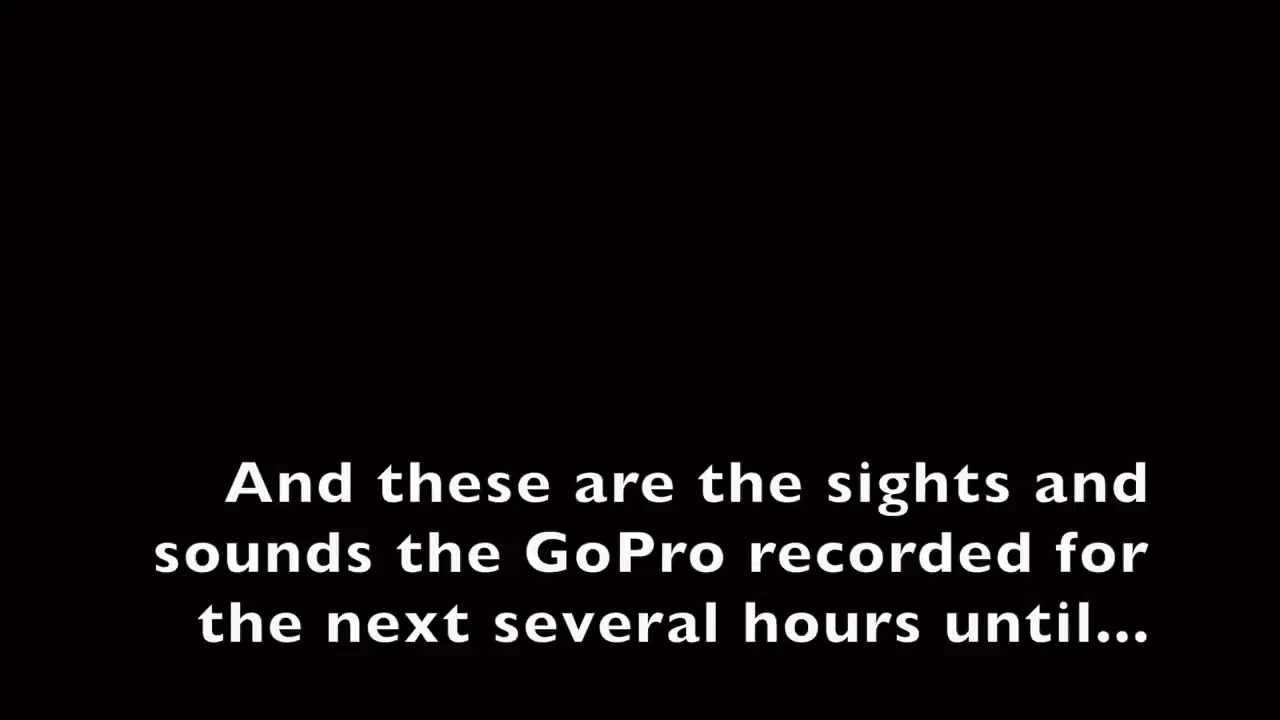 And these are the sights and
sounds the GoPro recorded for
the next several hours until...